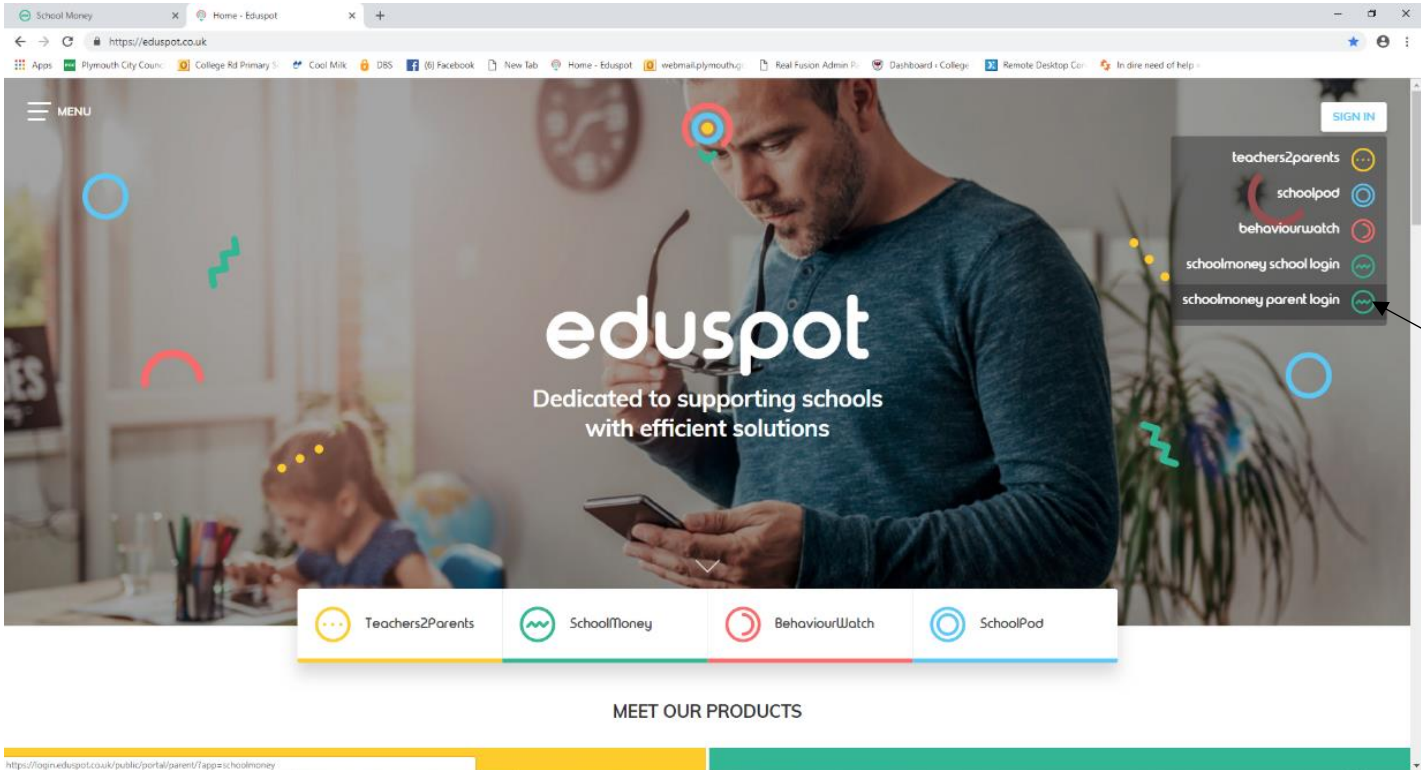 School Money
Home - Eduspot
https://eduspot.co.uk
Apps
Plymouth City Counc
College Rd Primary S
Cool Milk
DBS
(6) Facebook
New Tab
Home - Eduspot
webmail.plymouth.g
Real Fusion Admin P
Dashboard ‹ College
Remote Desktop Con
In dire need of help
MENU
SIGN IN
teachers2parents
schoolpod
behaviourwatch
schoolmoney school login
schoolmoney parent login
eduspot
Dedicated to supporting schools
with efficient solutions
Teachers2Parents
SchoolMoney
BehaviourWatch
SchoolPod
MEET OUR PRODUCTS
https://login.eduspot.co.uk/public/portal/parent/?app=schoolmoney